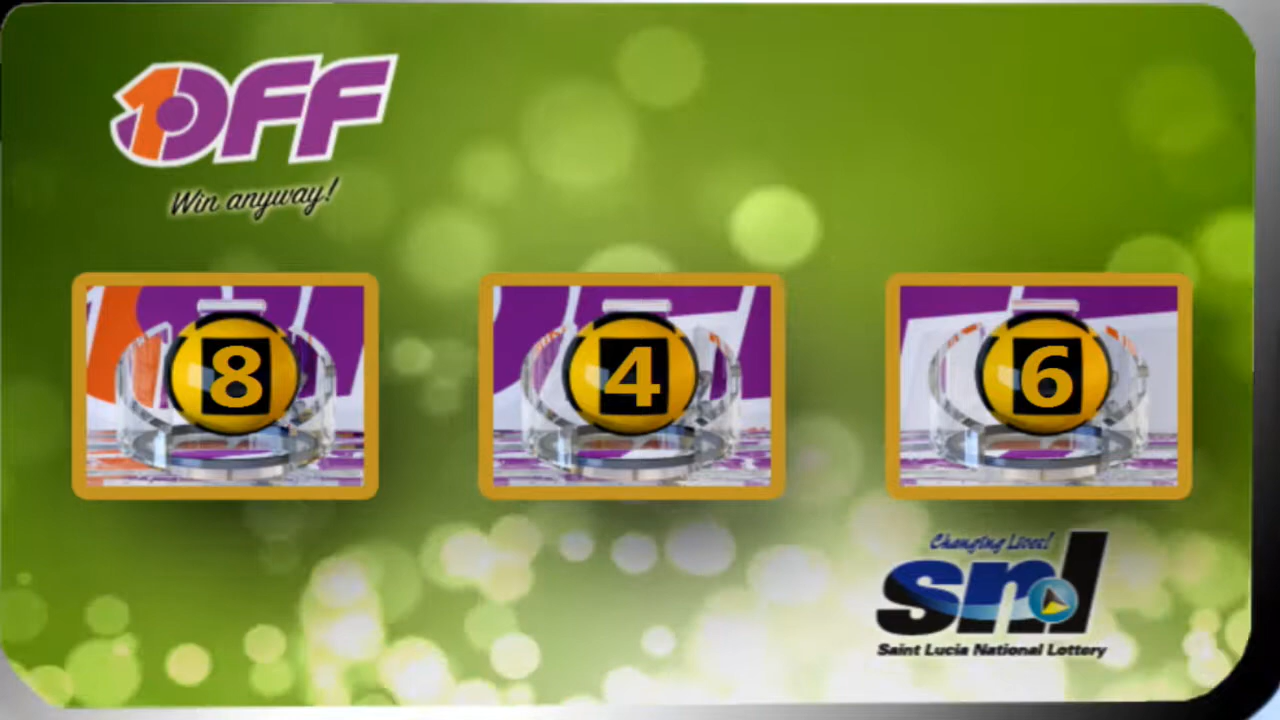 1OFF
Win anyway!
8 4 6
Changing Lives!
snl
Saint Lucia National Lottery